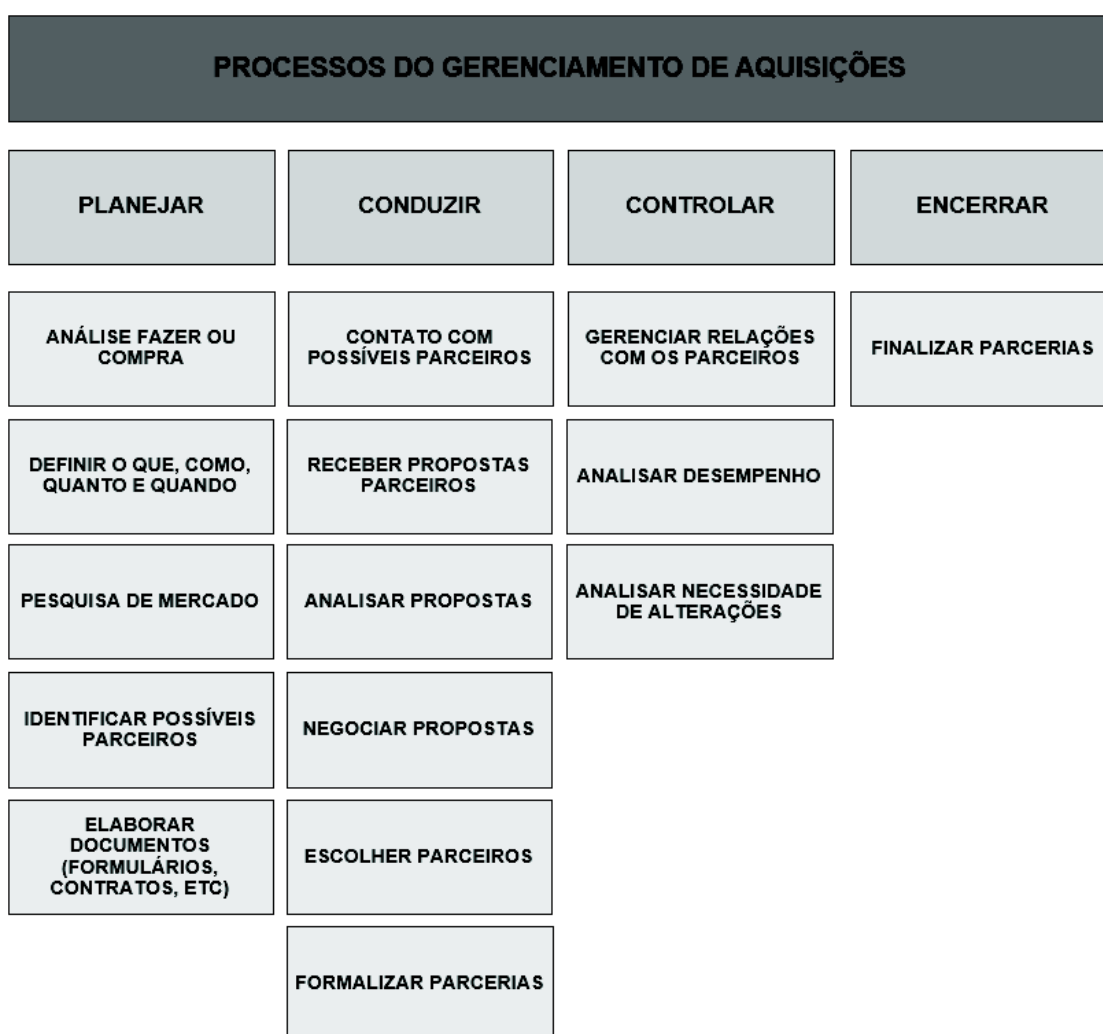 PROCESSOS DO GERENCIAMENTO DE AQUISIÇÕES
PLANEJAR
CONDUZIR
CONTROLAR
ENCERRAR
ANÁLISE FAZER OU
COMPRA
CONTATO COM
POSSÍVEIS PARCEIROS
GERENCIAR RELAÇÕES
COM OS PARCEIROS
FINALIZAR PARCERIAS
DEFINIR O QUE, COMO,
QUANTO E QUANDO
RECEBER PROPOSTAS
PARCEIROS
ANALISAR DESEMPENHO
PESQUISA DE MERCADO
ANALISAR PROPOSTAS
ANALISAR NECESSIDADE
DE ALTERAÇÕES
IDENTIFICAR POSSÍVEIS
PARCEIROS
NEGOCIAR PROPOSTAS
ELABORAR
DOCUMENTOS
(FORMULÁRIOS,
CONTRATOS, ETC)
ESCOLHER PARCEIROS
FORMALIZAR PARCERIAS